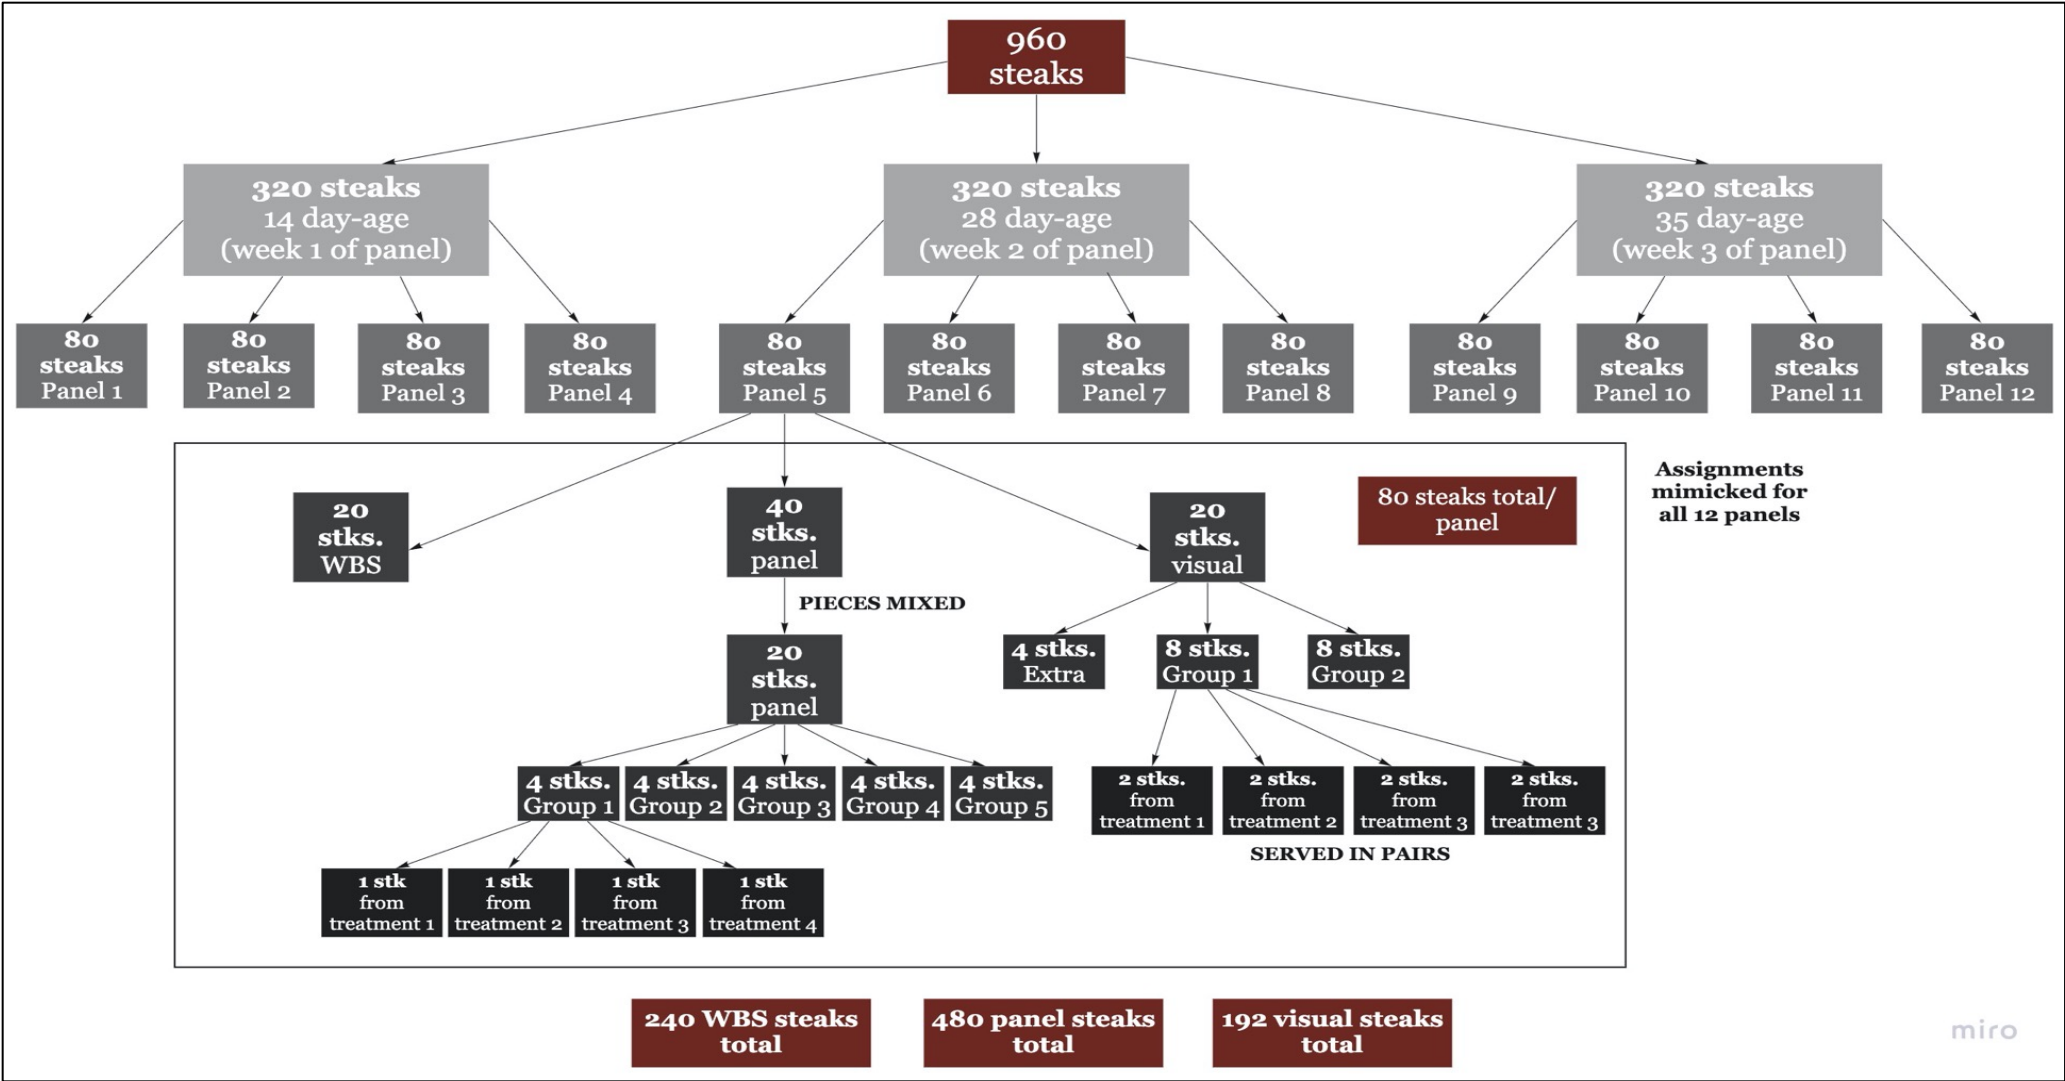 960
steaks
320 steaks
14 day-age
(week 1 of panel)
320 steaks
28 day-age
(week 2 of panel)
320 steaks
35 day-age
(week 3 of panel)
80
steaks
Panel 1
80
steaks
Panel 2
80
steaks
Panel 3
80
steaks
Panel 4
80
steaks
Panel 5
80
steaks
Panel 6
80
steaks
Panel 7
80
steaks
Panel 8
80
steaks
Panel 9
80
steaks
Panel 10
80
steaks
Panel 11
80
steaks
Panel 12
Assignments
mimicked for
all 12 panels
20
stks.
WBS
40
stks.
panel
20
stks.
visual
80 steaks total/
panel
PIECES MIXED
20
stks.
panel
4 stks.
Extra
8 stks.
Group 1
8 stks.
Group 2
4 stks.
Group 1
4 stks.
Group 2
4 stks.
Group 3
4 stks.
Group 4
4 stks.
Group 5
2 stks.
from
treatment 1
2 stks.
from
treatment 2
2 stks.
from
treatment 3
2 stks.
from
treatment 3
SERVED IN PAIRS
1 stk
from
treatment 1
1 stk
from
treatment 2
1 stk
from
treatment 3
1 stk
from
treatment 4
240 WBS steaks
total
480 panel steaks
total
192 visual steaks
total
miro